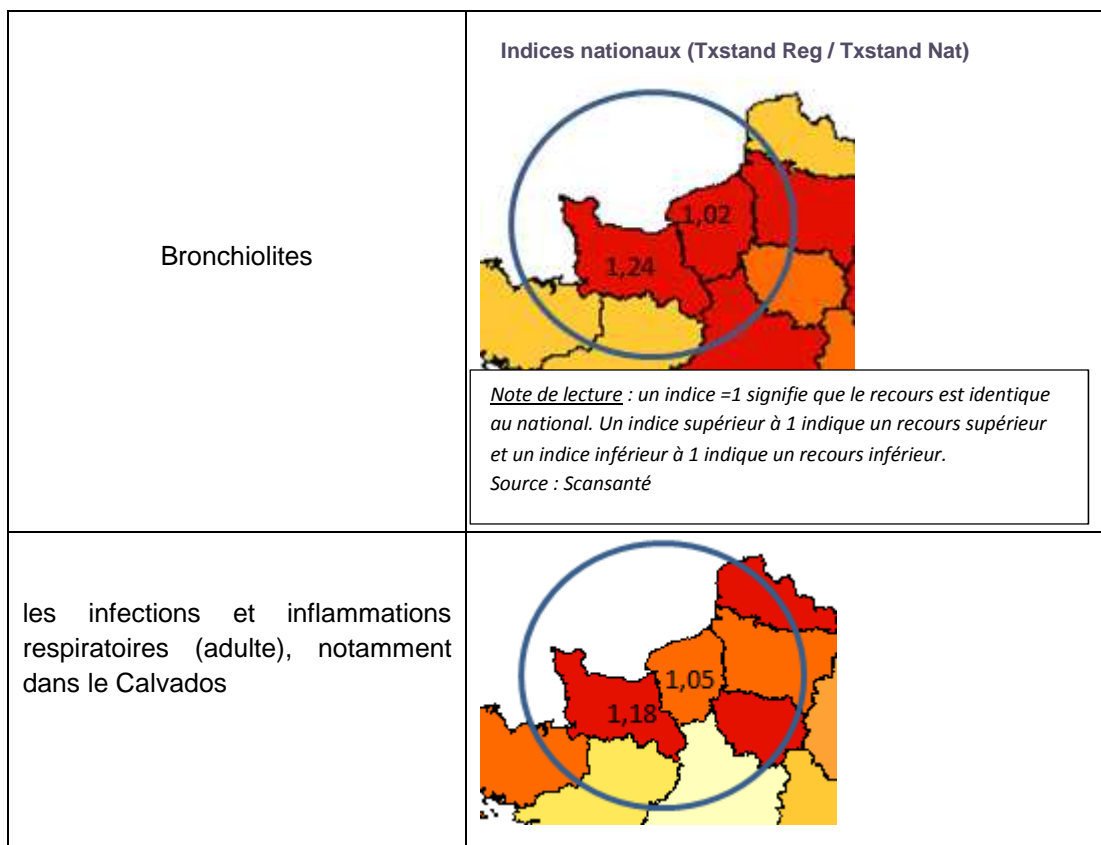 Indices nationaux (Txstand Reg / Txstand Nat)
Bronchiolites
1,02
1,24
Note de lecture : un indice =1 signifie que le recours est identique
au national. Un indice supérieur à 1 indique un recours supérieur
et un indice inférieur à 1 indique un recours inférieur.
Source : Scansanté
les infections et inflammations
respiratoires (adulte), notamment
dans le Calvados
1,05
1,18